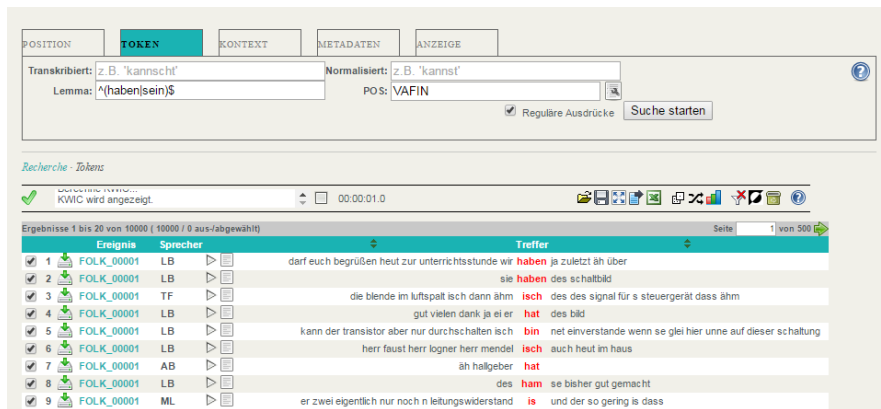 POSITION TOKEN KONTEXT METADATEN ANZEIGE
Transkribiert: z.B. 'kannscht' Normalisiert: z.B. 'kannst'
Lemma: ^(haben|sein)$ POS: VAFIN
Reguläre Ausdrücke Suche starten
Recherche - Tokens
Berechne KWIC...
KWIC wird angezeigt. 00:00:01.0
Ergebnisse 1 bis 20 von 10000 ( 10000 / 0 aus-/abgewählt) Seite 1 von 500
Ereignis Sprecher Treffer
1 FOLK_00001 LB darf euch begrüßen heut zur unterrichtsstunde wir haben ja zuletzt äh über
2 FOLK_00001 LB sie haben des schaltbild
3 FOLK_00001 TF die blende im luftspalt isch dann ähm isch des des signal für s steuergerät dass ähm
4 FOLK_00001 LB gut vielen dank ja ei er hat des bild
5 FOLK_00001 LB kann der transistor aber nur durchschalten isch bin net einverstande wenn se glei hier unne auf dieser schaltung
6 FOLK_00001 LB herr faust herr logner herr mendel isch auch heut im haus
7 FOLK_00001 AB äh hallgeber hat
8 FOLK_00001 LB des ham se bisher gut gemacht
9 FOLK_00001 ML er zwei eigentlich nur noch n leitungswiderstand is und der so gering is dass